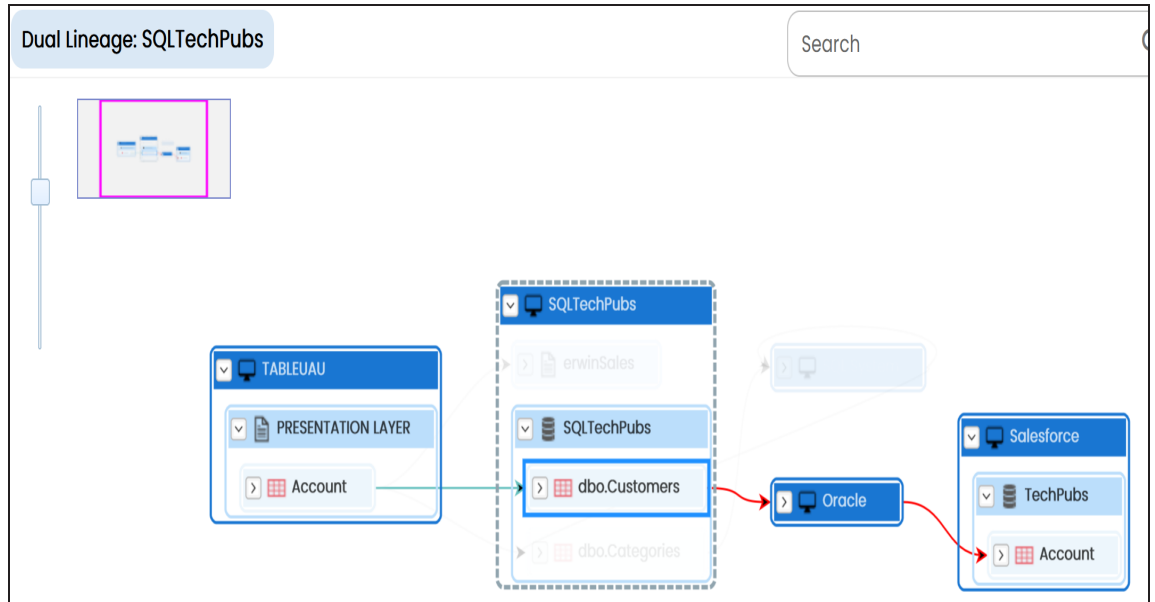 Dual Lineage: SQLTechPubs
Search
SQLTechPubs
erwinSales
TABLEUAU
PRESENTATION LAYER
Account
SQLTechPubs
dbo.Customers
dbo.Categories
Oracle
Salesforce
TechPubs
Account